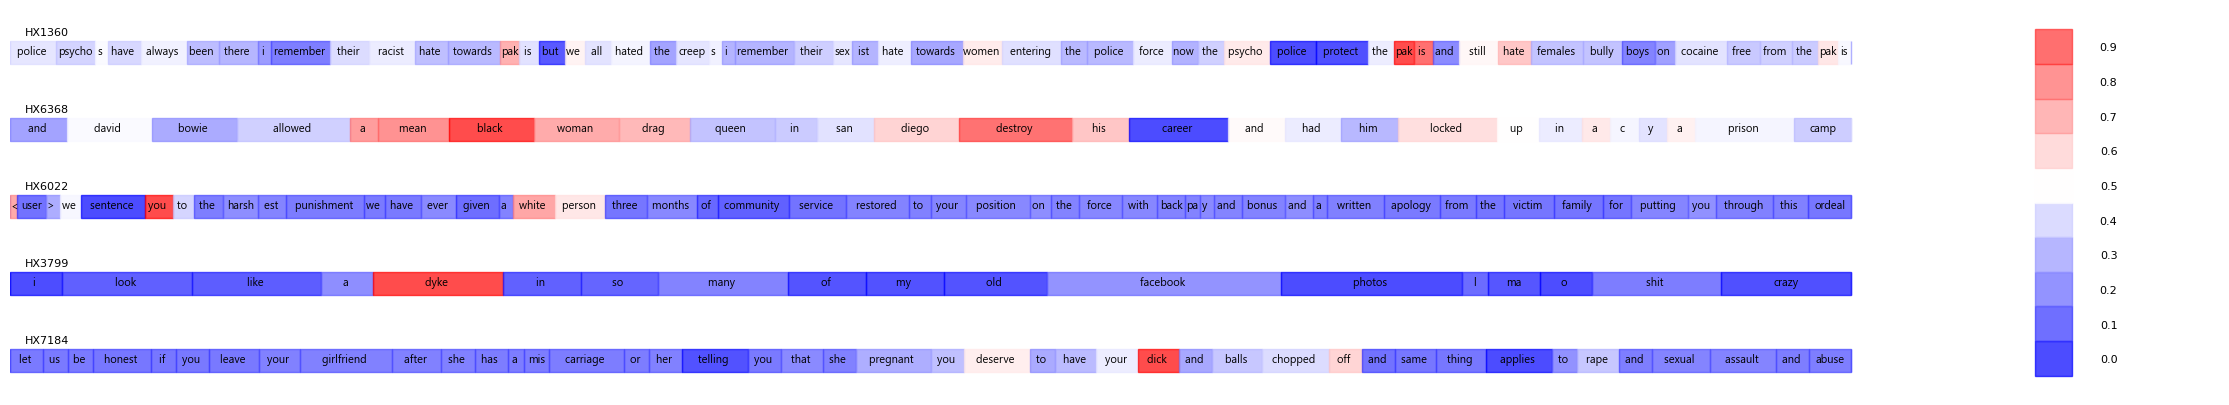 HX1360
police psycho s have always been there i remember their racist hate towards pak is but we all hated the creep s i remember their sex ist hate towards women entering the police force now the psycho police protect the pak is and still hate females bully boys on cocaine free from the pak is
HX6368
and david bowie allowed a mean black woman drag queen in san diego destroy his career and had him locked up in a c y a prison camp
HX6022
< user > we sentence you to the harsh est punishment we have ever given a white person three months of community service restored to your position on the force with back pa y and bonus and a written apology from the victim family for putting you through this ordeal
HX3799
i look like a dyke in so many of my old facebook photos l ma o shit crazy
HX7184
let us be honest if you leave your girlfriend after she has a mis carriage or her telling you that she pregnant you deserve to have your dick and balls chopped off and same thing applies to rape and sexual assault and abuse
0.9
0.8
0.7
0.6
0.5
0.4
0.3
0.2
0.1
0.0